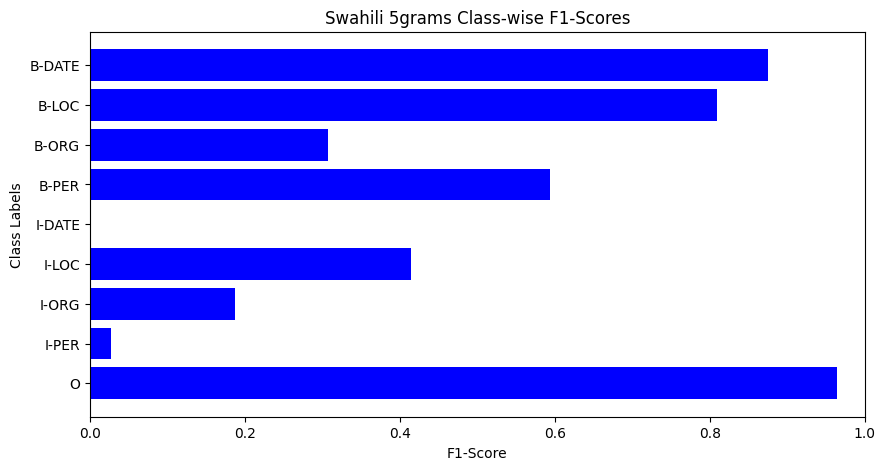 Swahili 5grams Class-wise F1-Scores
Class Labels
B-DATE
B-LOC
B-ORG
B-PER
I-DATE
I-LOC
I-ORG
I-PER
O
0.0 0.2 0.4 0.6 0.8 1.0
F1-Score